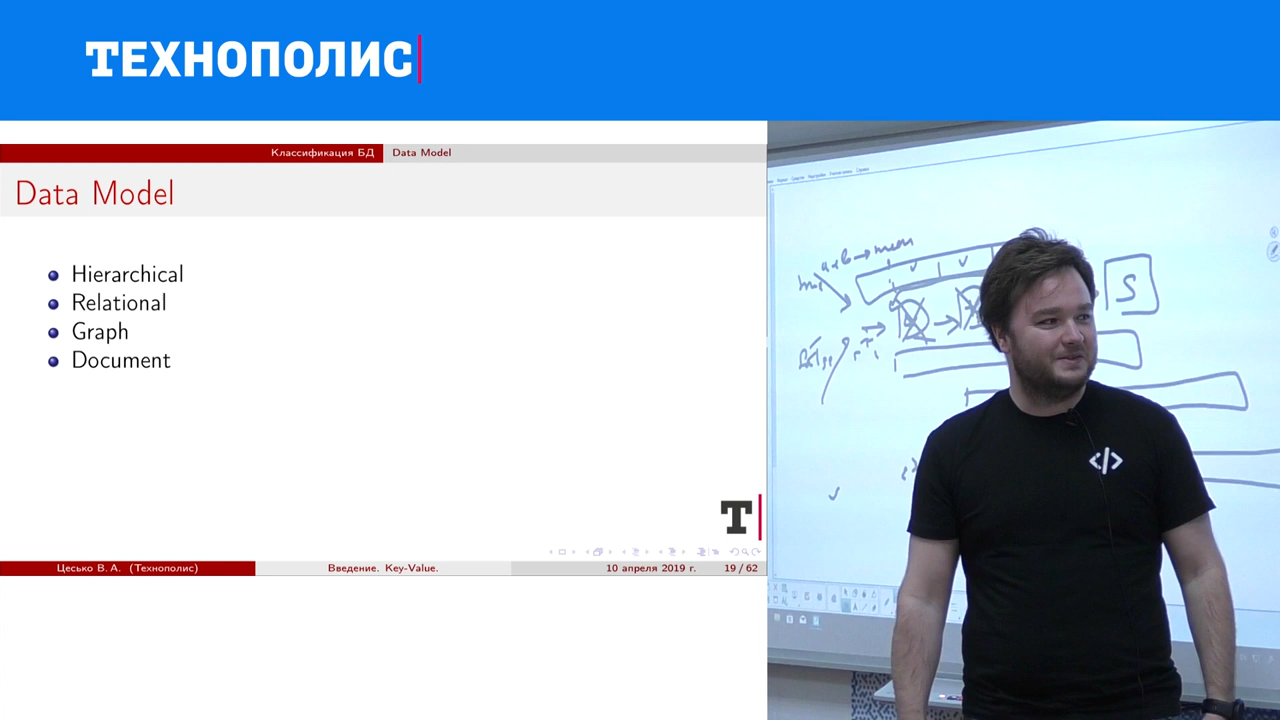 ТЕХНОПОЛИС
Классификация БД Data Model
Data Model
Hierarchical
Relational
Graph
Document
T
Цесько В. А. (Технополис) Введение. Key-Value. 10 апреля 2019 г. 19 / 62
S
</>